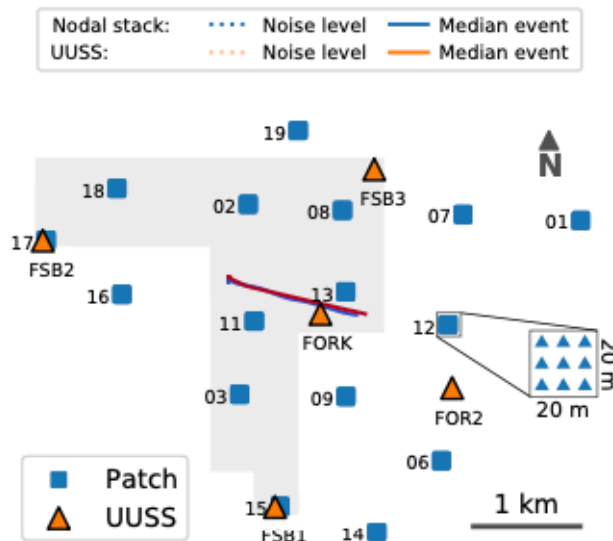 Nodal stack: Noise level Median event
UUSS: Noise level Median event
19
N
18
FSB3
02
08
07
01
17
FSB2
16
13
11
FORK
12
20 m
20 m
03
09
FOR2
06
Patch
UUSS
15
FSB1
14
1 km